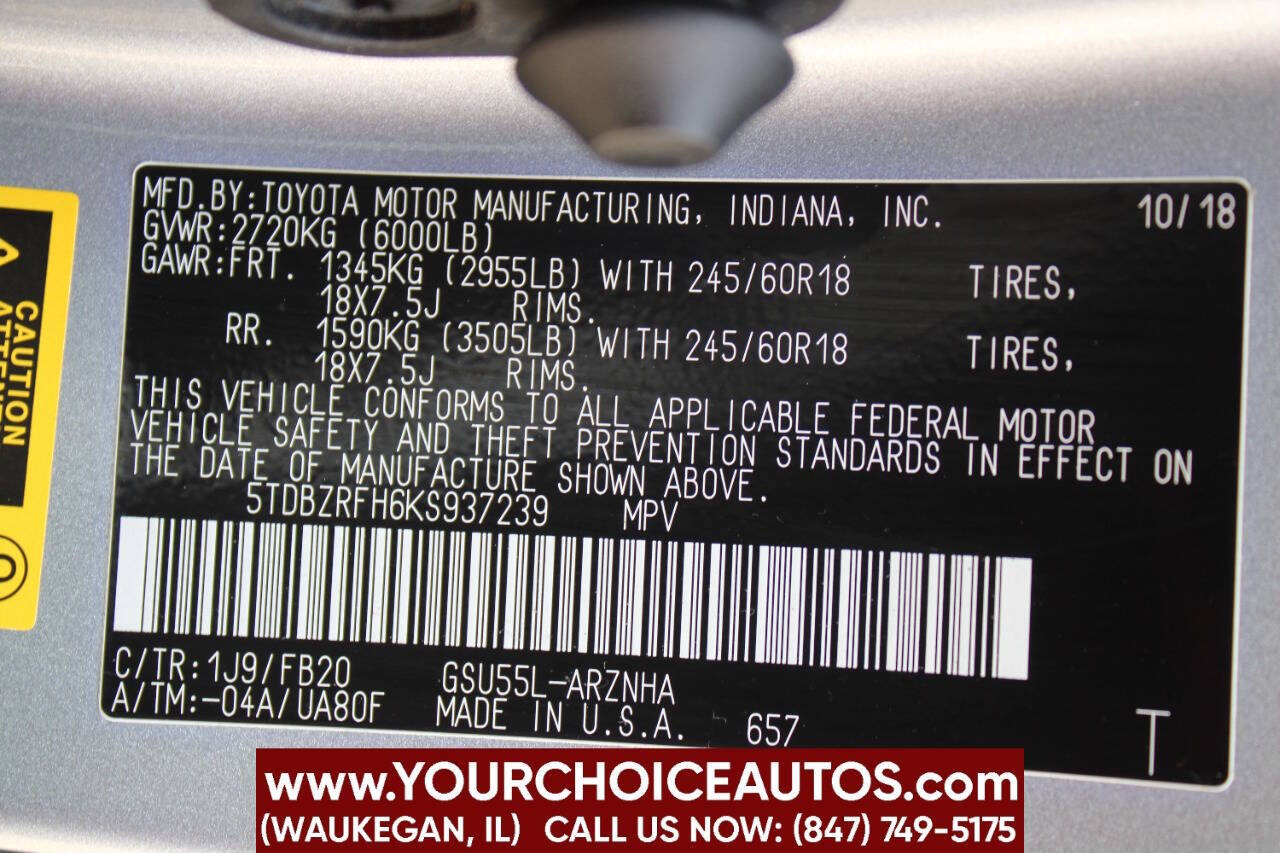 MFD.BY:TOYOTA MOTOR MANUFACTURING, INDIANA, INC. 10/18
GVWR:2720KG (6000LB)
GAWR:FRT. 1345KG (2955LB) WITH 245/60R18 TIRES,
18X7.5J RIMS.
RR. 1590KG (3505LB) WITH 245/60R18 TIRES,
18X7.5J RIMS.
THIS VEHICLE CONFORMS TO ALL APPLICABLE FEDERAL MOTOR
VEHICLE SAFETY AND THEFT PREVENTION STANDARDS IN EFFECT ON
THE DATE OF MANUFACTURE SHOWN ABOVE.
5TDBZRFH6KS937239 MPV
C/TR:1J9/FB20 GSU55L-ARZNHA
A/TM:-04A/UA80F MADE IN U.S.A. 657 T
CAUTION
www.YOURCHOICEAUTOS.com
(WAUKEGAN, IL) CALL US NOW: (847) 749-5175